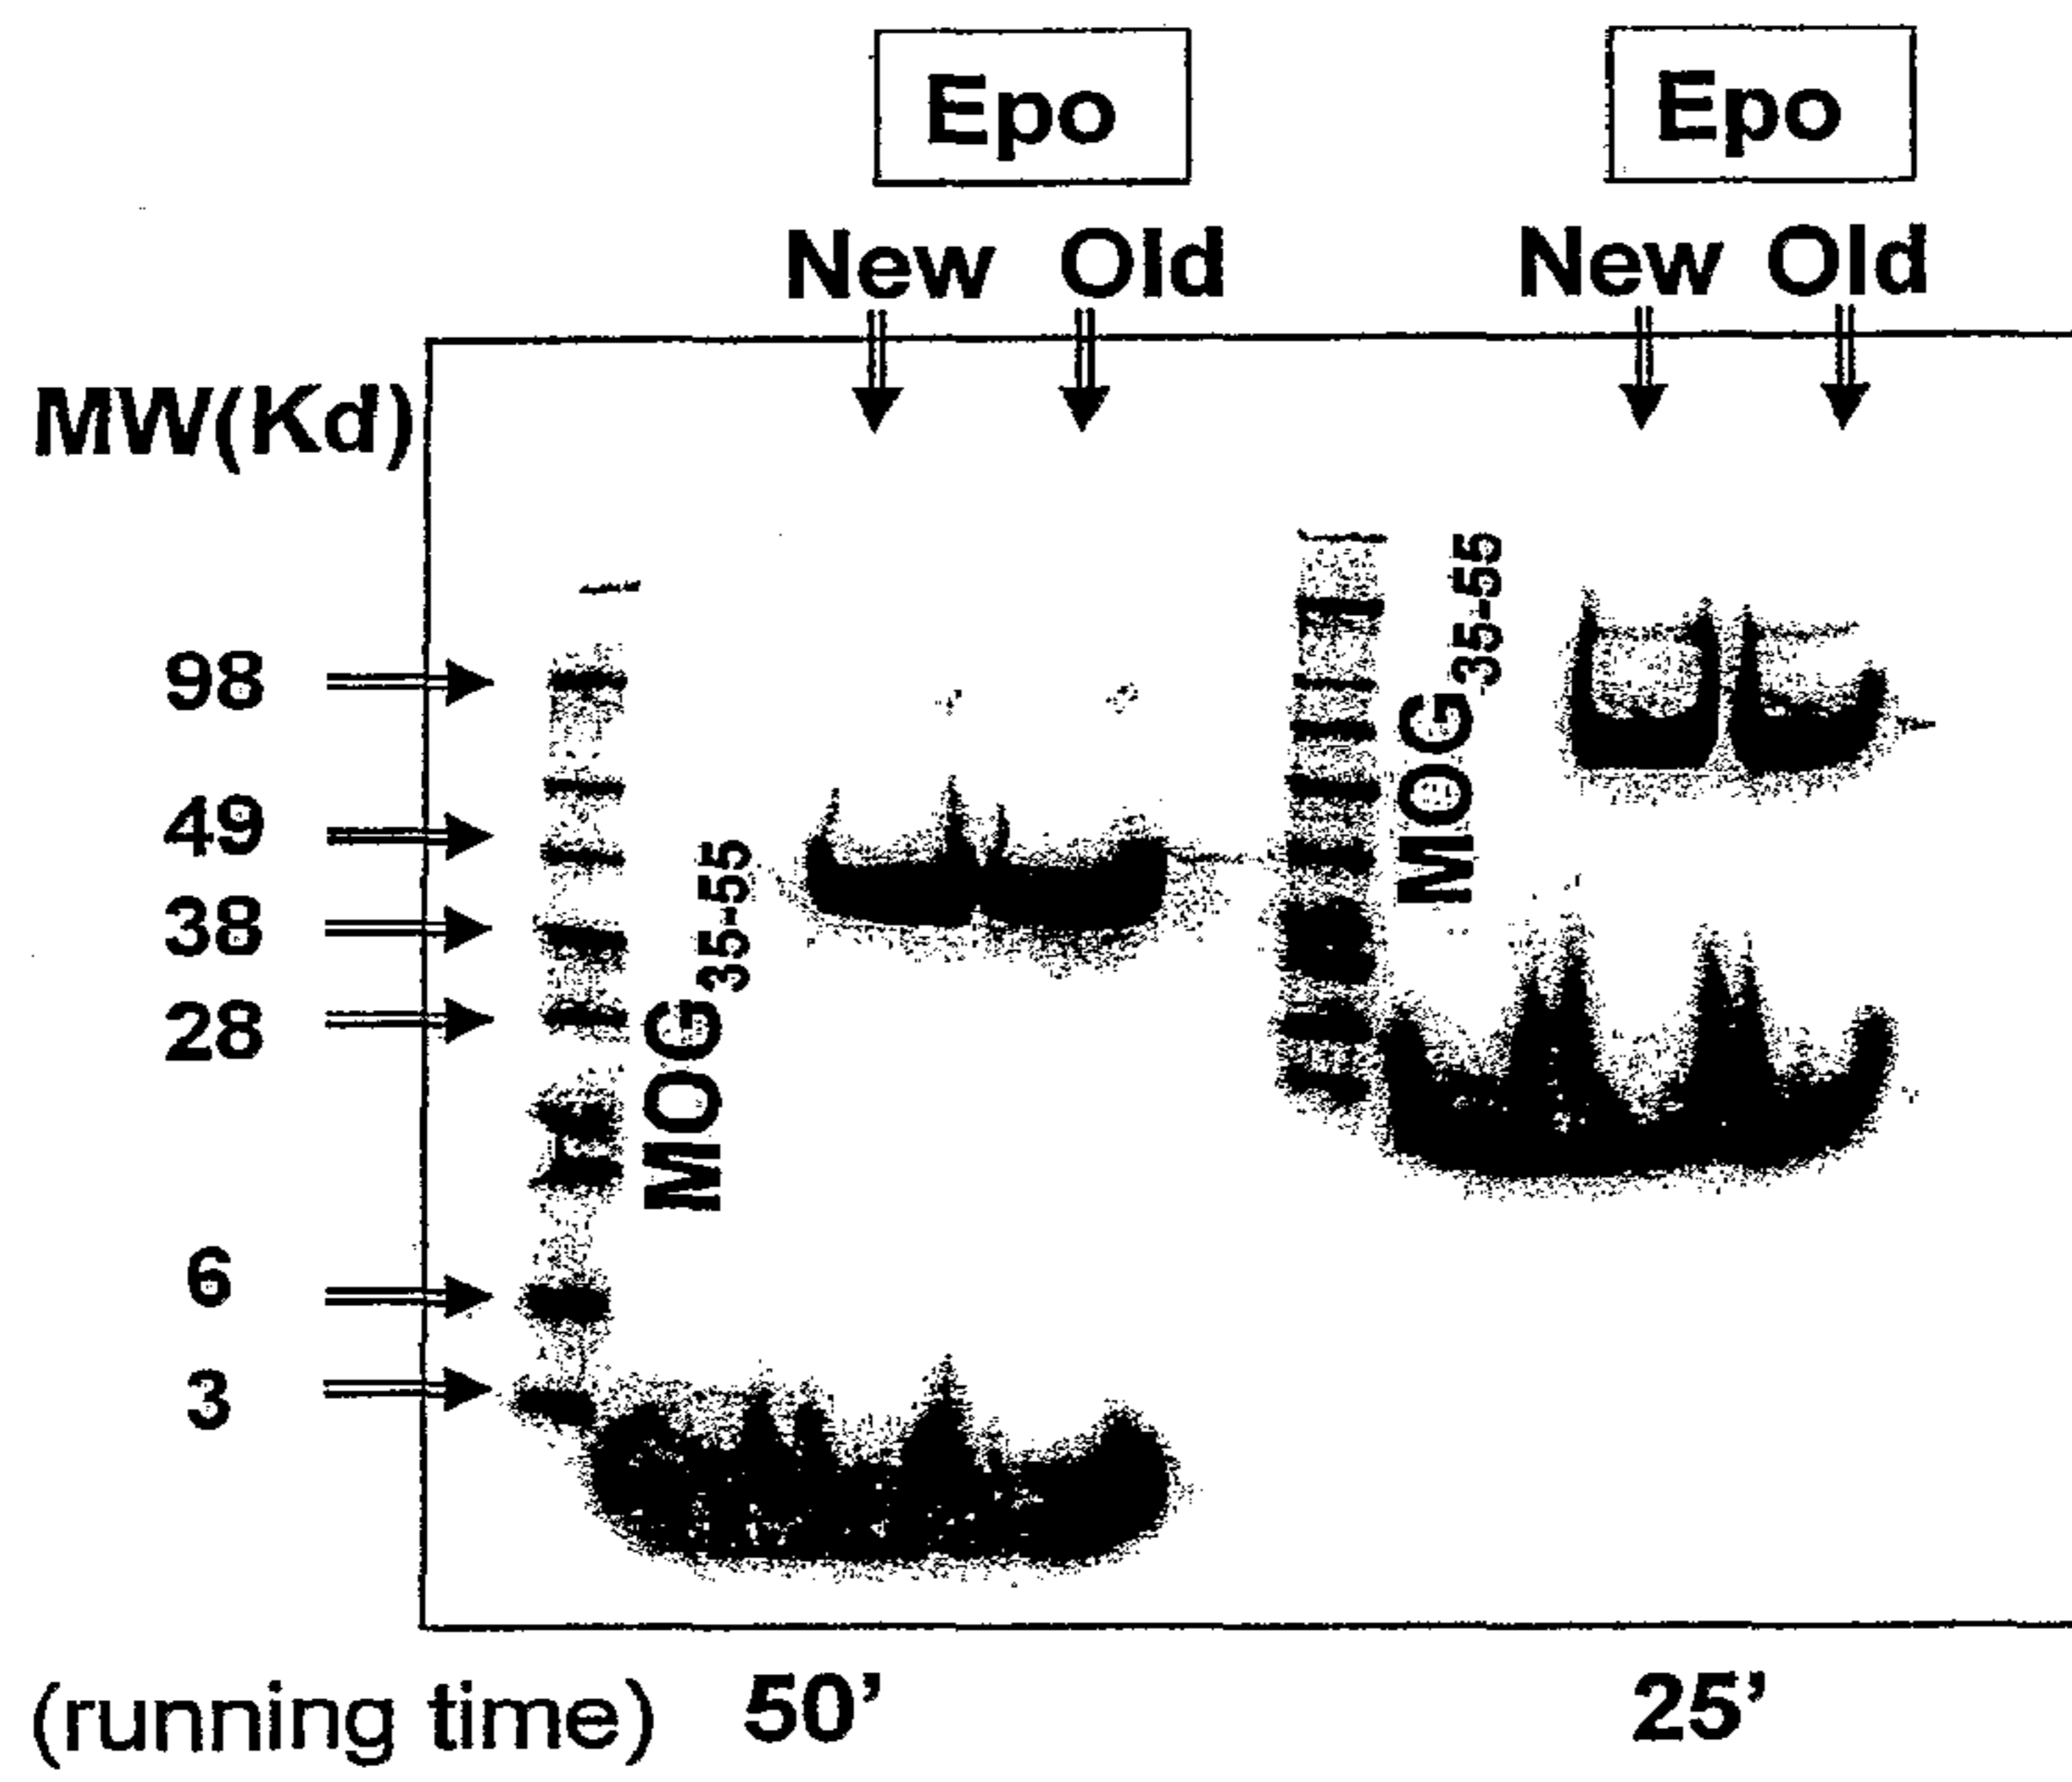 Epo Epo
New Old New Old
MW(Kd)
98
49
38
28
6
3
MOG35-55
MOG35-55
(running time) 50’ 25’